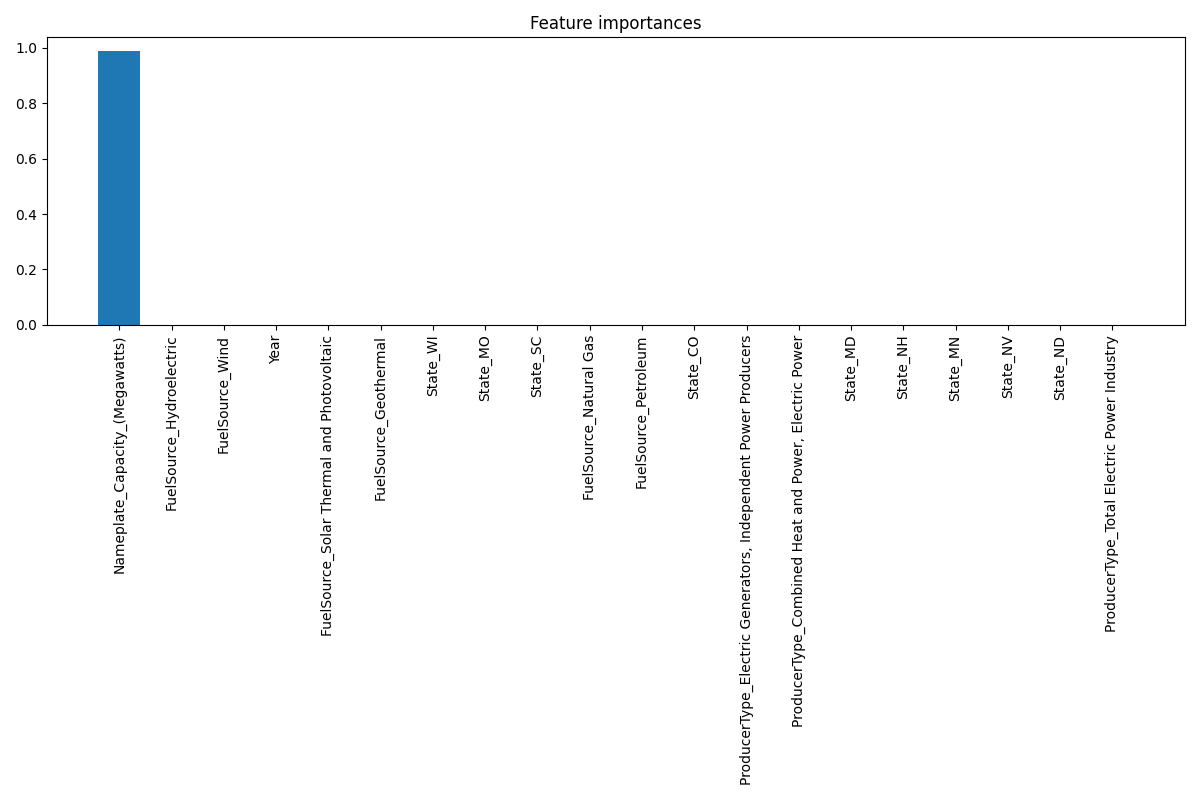 Feature importances
1.0
0.8
0.6
0.4
0.2
0.0
Nameplate_Capacity_(Megawatts)
FuelSource_Hydroelectric
FuelSource_Wind
Year
FuelSource_Solar Thermal and Photovoltaic
FuelSource_Geothermal
State_WI
State_MO
State_SC
FuelSource_Natural Gas
FuelSource_Petroleum
State_CO
ProducerType_Electric Generators, Independent Power Producers
ProducerType_Combined Heat and Power, Electric Power
State_MD
State_NH
State_MN
State_NV
State_ND
ProducerType_Total Electric Power Industry